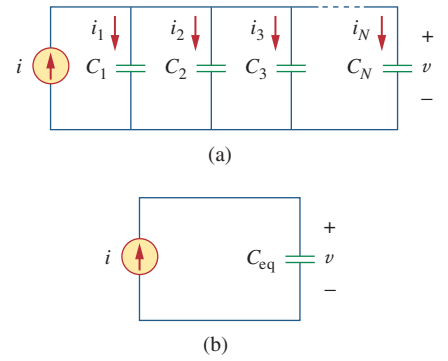 i₁ i₂ i₃ i_N +
i C₁ C₂ C₃ C_N v
−
(a)
+
i C_eq v
−
(b)